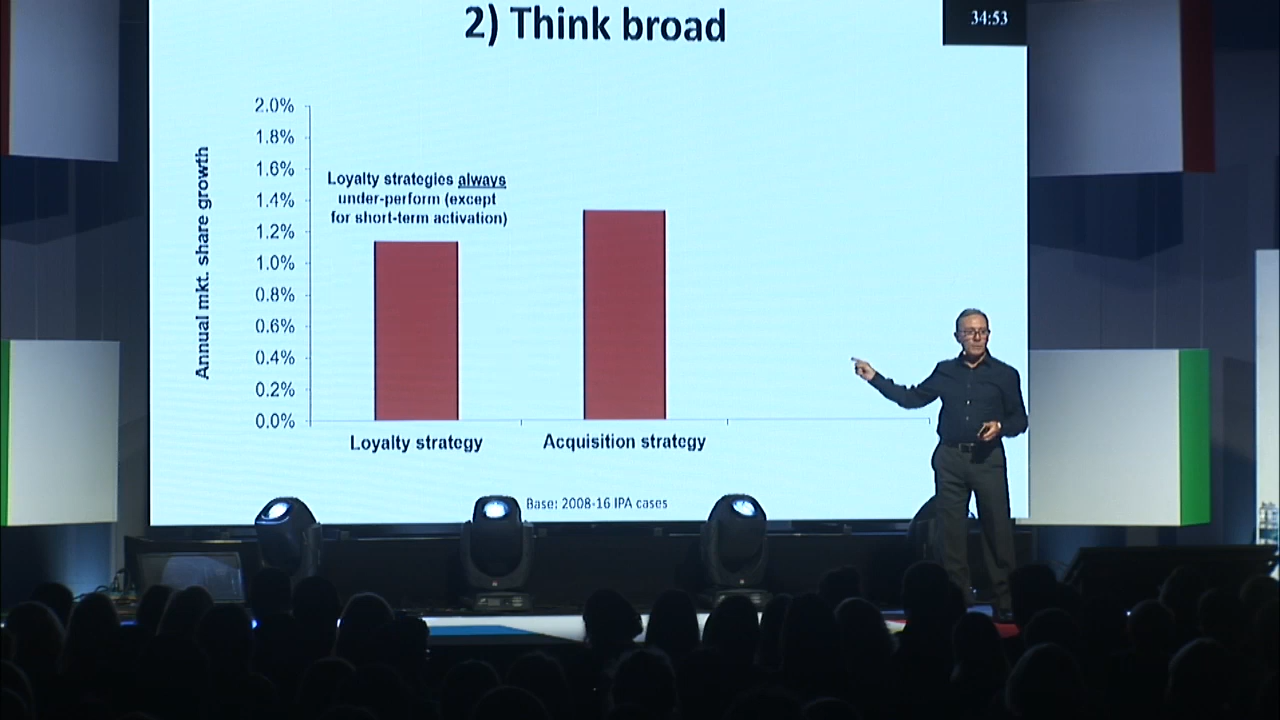 2) Think broad
34:53
2.0%
1.8%
1.6%
1.4%
1.2%
1.0%
0.8%
0.6%
0.4%
0.2%
0.0%
Annual mkt. share growth
Loyalty strategies always
under-perform (except
for short-term activation)
Loyalty strategy
Acquisition strategy
Base: 2008-16 IPA cases